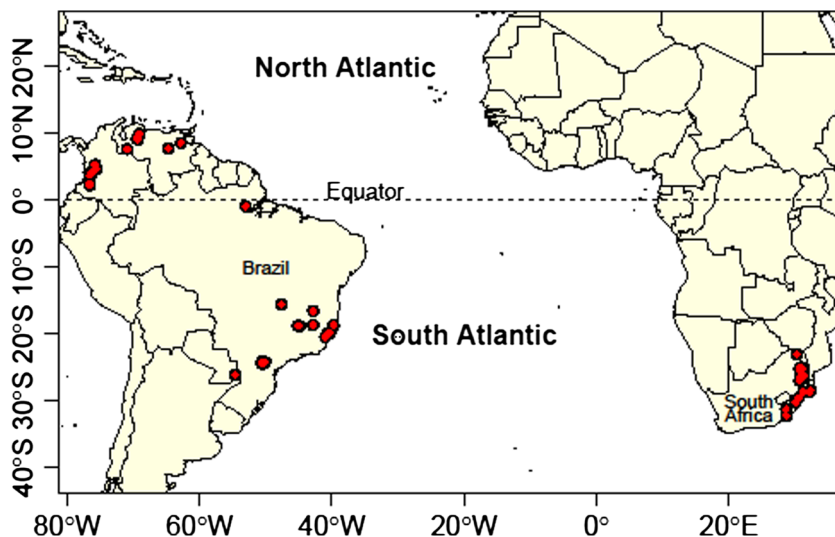 North Atlantic
Equator
Brazil
South Atlantic
South
Africa
20°N
10°N
0°
10°S
20°S
30°S
40°S
80°W
60°W
40°W
20°W
0°
20°E